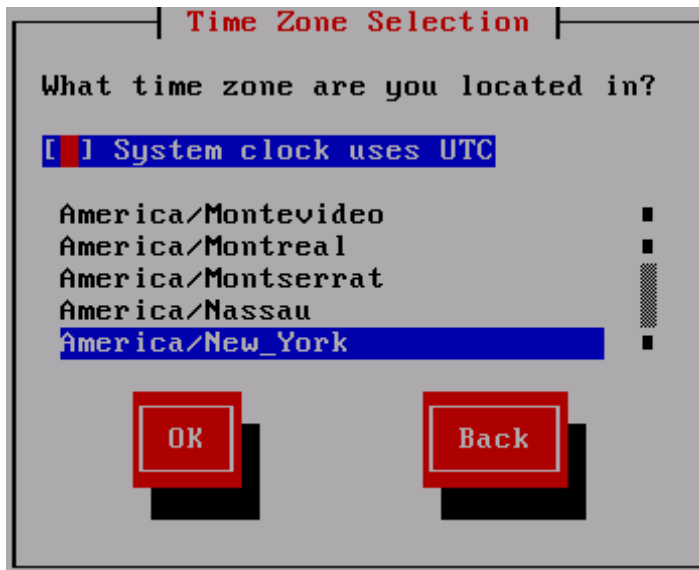 Time Zone Selection
What time zone are you located in?
[ ] System clock uses UTC
America/Montevideo
America/Montreal
America/Montserrat
America/Nassau
America/New_York
OK Back